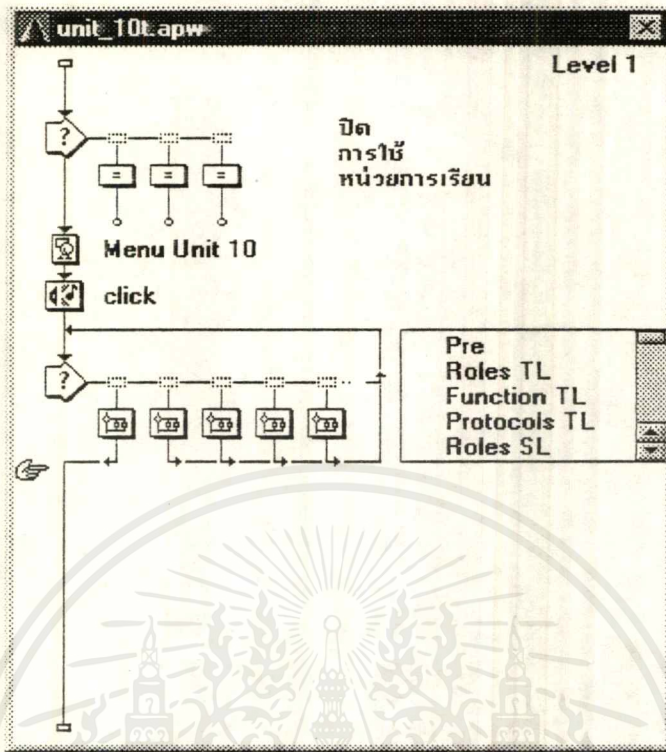 unit_10t.apw
Level 1
ปิด
การใช้
หน่วยการเรียน
Menu Unit 10
click
Pre
Roles TL
Function TL
Protocols TL
Roles SL